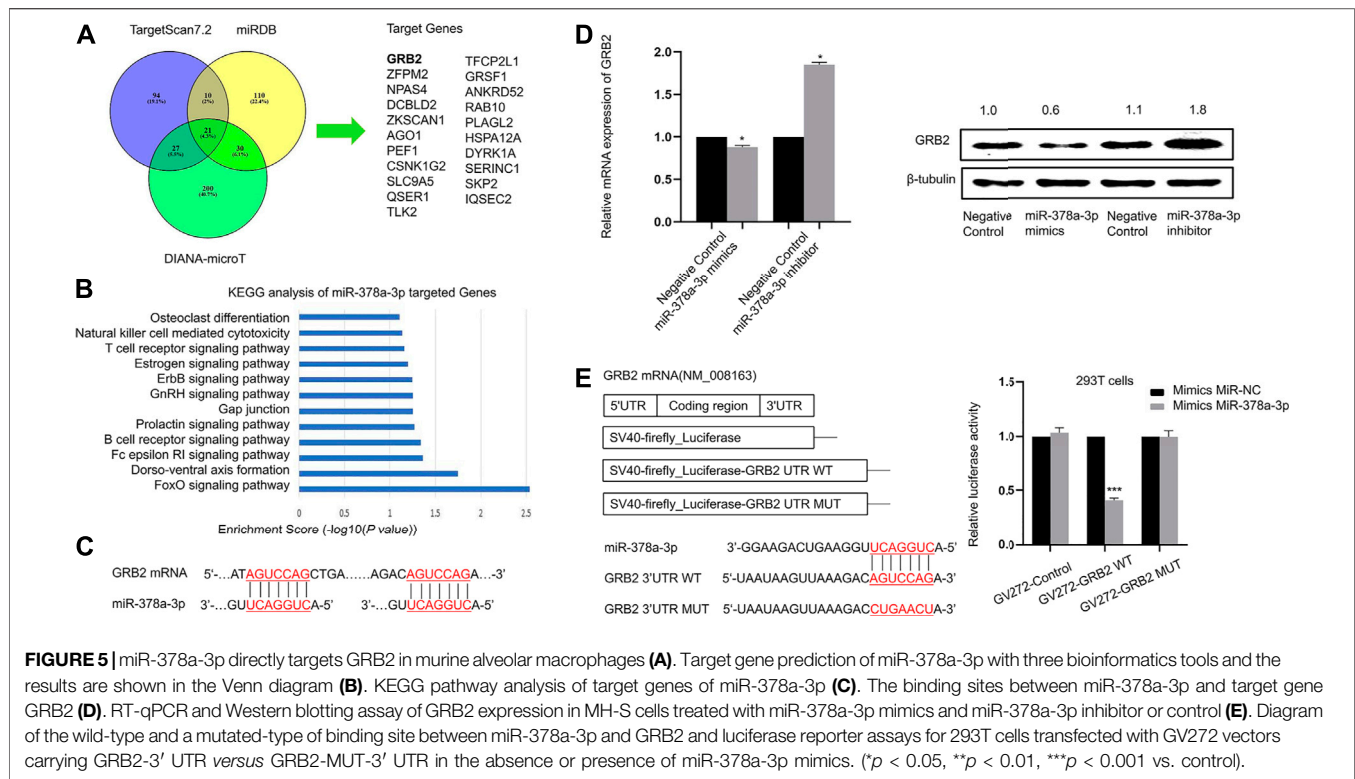 A
TargetScan7.2 miRDB
94
(19.1%)
10
(2%)
110
(22.4%)
21
(4.3%)
27
(5.5%)
30
(6.1%)
200
(40.7%)
DIANA-microT
Target Genes
GRB2
ZFPM2
NPAS4
DCBLD2
ZKSCAN1
AGO1
PEF1
CSNK1G2
SLC9A5
QSER1
TLK2
TFCP2L1
GRSF1
ANKRD52
RAB10
PLAGL2
HSPA12A
DYRK1A
SERINC1
SKP2
IQSEC2
B
KEGG analysis of miR-378a-3p targeted Genes
Osteoclast differentiation
Natural killer cell mediated cytotoxicity
T cell receptor signaling pathway
Estrogen signaling pathway
ErbB signaling pathway
GnRH signaling pathway
Gap junction
Prolactin signaling pathway
B cell receptor signaling pathway
Fc epsilon RI signaling pathway
Dorso-ventral axis formation
FoxO signaling pathway
0 0.5 1 1.5 2 2.5
Enrichment Score (-log10(P value))
C
GRB2 mRNA 5'-...ATAGUCCAGCTGA......AGACAGUCCAGA...-3'
miR-378a-3p 3'-...GUUCAGGUCA-5' 3'-...GUUCAGGUCA-5'
D
Relative mRNA expression of GRB2
2.0
1.5
1.0
0.5
0.0
*
*
Negative Control
miR-378a-3p mimics
Negative Control
miR-378a-3p inhibitor
1.0 0.6 1.1 1.8
GRB2
β-tubulin
Negative Control
miR-378a-3p mimics
Negative Control
miR-378a-3p inhibitor
E
GRB2 mRNA(NM_008163)
5'UTR Coding region 3'UTR
SV40-firefly_Luciferase
SV40-firefly_Luciferase-GRB2 UTR WT
SV40-firefly_Luciferase-GRB2 UTR MUT
miR-378a-3p 3'-GGAAGACUGAAGGUUCAGGUCA-5'
GRB2 3'UTR WT 5'-UAAUAAGUUAAAGACAGUCCAGA-3'
GRB2 3'UTR MUT 5'-UAAUAAGUUAAAGACCUGAACUA-3'
293T cells
Mimics MiR-NC
Mimics MiR-378a-3p
Relative luciferase activity
1.5
1.0
0.5
0.0
***
GV272-Control
GV272-GRB2 WT
GV272-GRB2 MUT
FIGURE 5 | miR-378a-3p directly targets GRB2 in murine alveolar macrophages (A). Target gene prediction of miR-378a-3p with three bioinformatics tools and the
results are shown in the Venn diagram (B). KEGG pathway analysis of target genes of miR-378a-3p (C). The binding sites between miR-378a-3p and target gene
GRB2 (D). RT-qPCR and Western blotting assay of GRB2 expression in MH-S cells treated with miR-378a-3p mimics and miR-378a-3p inhibitor or control (E). Diagram
of the wild-type and a mutated-type of binding site between miR-378a-3p and GRB2 and luciferase reporter assays for 293T cells transfected with GV272 vectors
carrying GRB2-3′ UTR versus GRB2-MUT-3′ UTR in the absence or presence of miR-378a-3p mimics. (*p < 0.05, **p < 0.01, ***p < 0.001 vs. control).